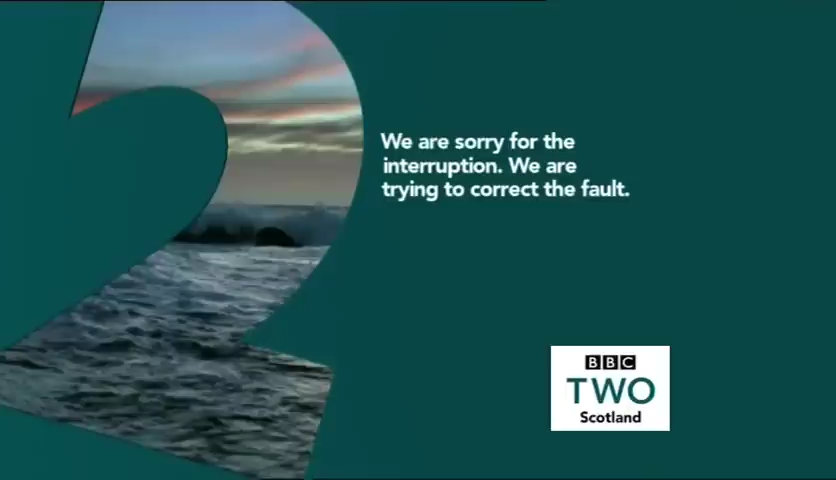 We are sorry for the
interruption. We are
trying to correct the fault.
BBC
TWO
Scotland